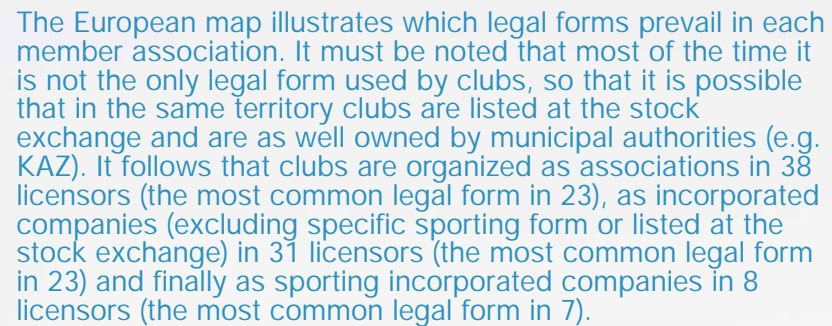 The European map illustrates which legal forms prevail in each
member association. It must be noted that most of the time it
is not the only legal form used by clubs, so that it is possible
that in the same territory clubs are listed at the stock
exchange and are as well owned by municipal authorities (e.g.
KAZ). It follows that clubs are organized as associations in 38
licensors (the most common legal form in 23), as incorporated
companies (excluding specific sporting form or listed at the
stock exchange) in 31 licensors (the most common legal form
in 23) and finally as sporting incorporated companies in 8
licensors (the most common legal form in 7).